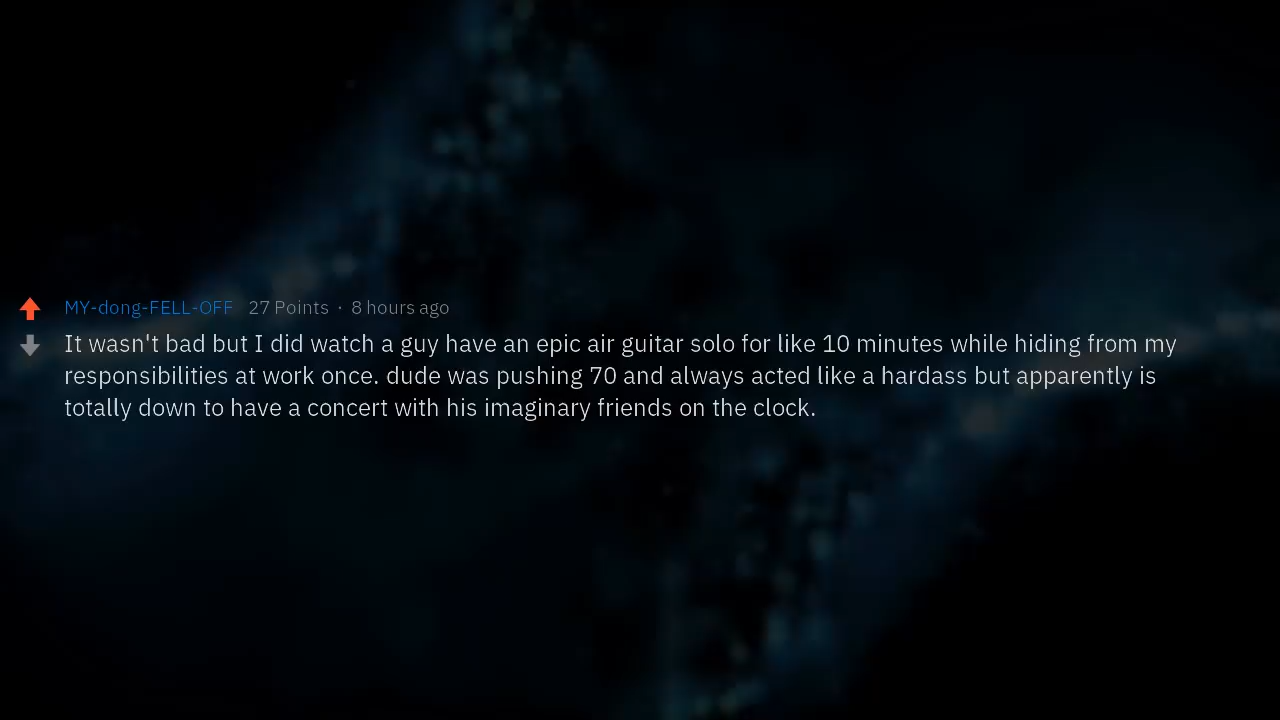 MY-dong-FELL-OFF 27 Points · 8 hours ago
It wasn't bad but I did watch a guy have an epic air guitar solo for like 10 minutes while hiding from my
responsibilities at work once. dude was pushing 70 and always acted like a hardass but apparently is
totally down to have a concert with his imaginary friends on the clock.